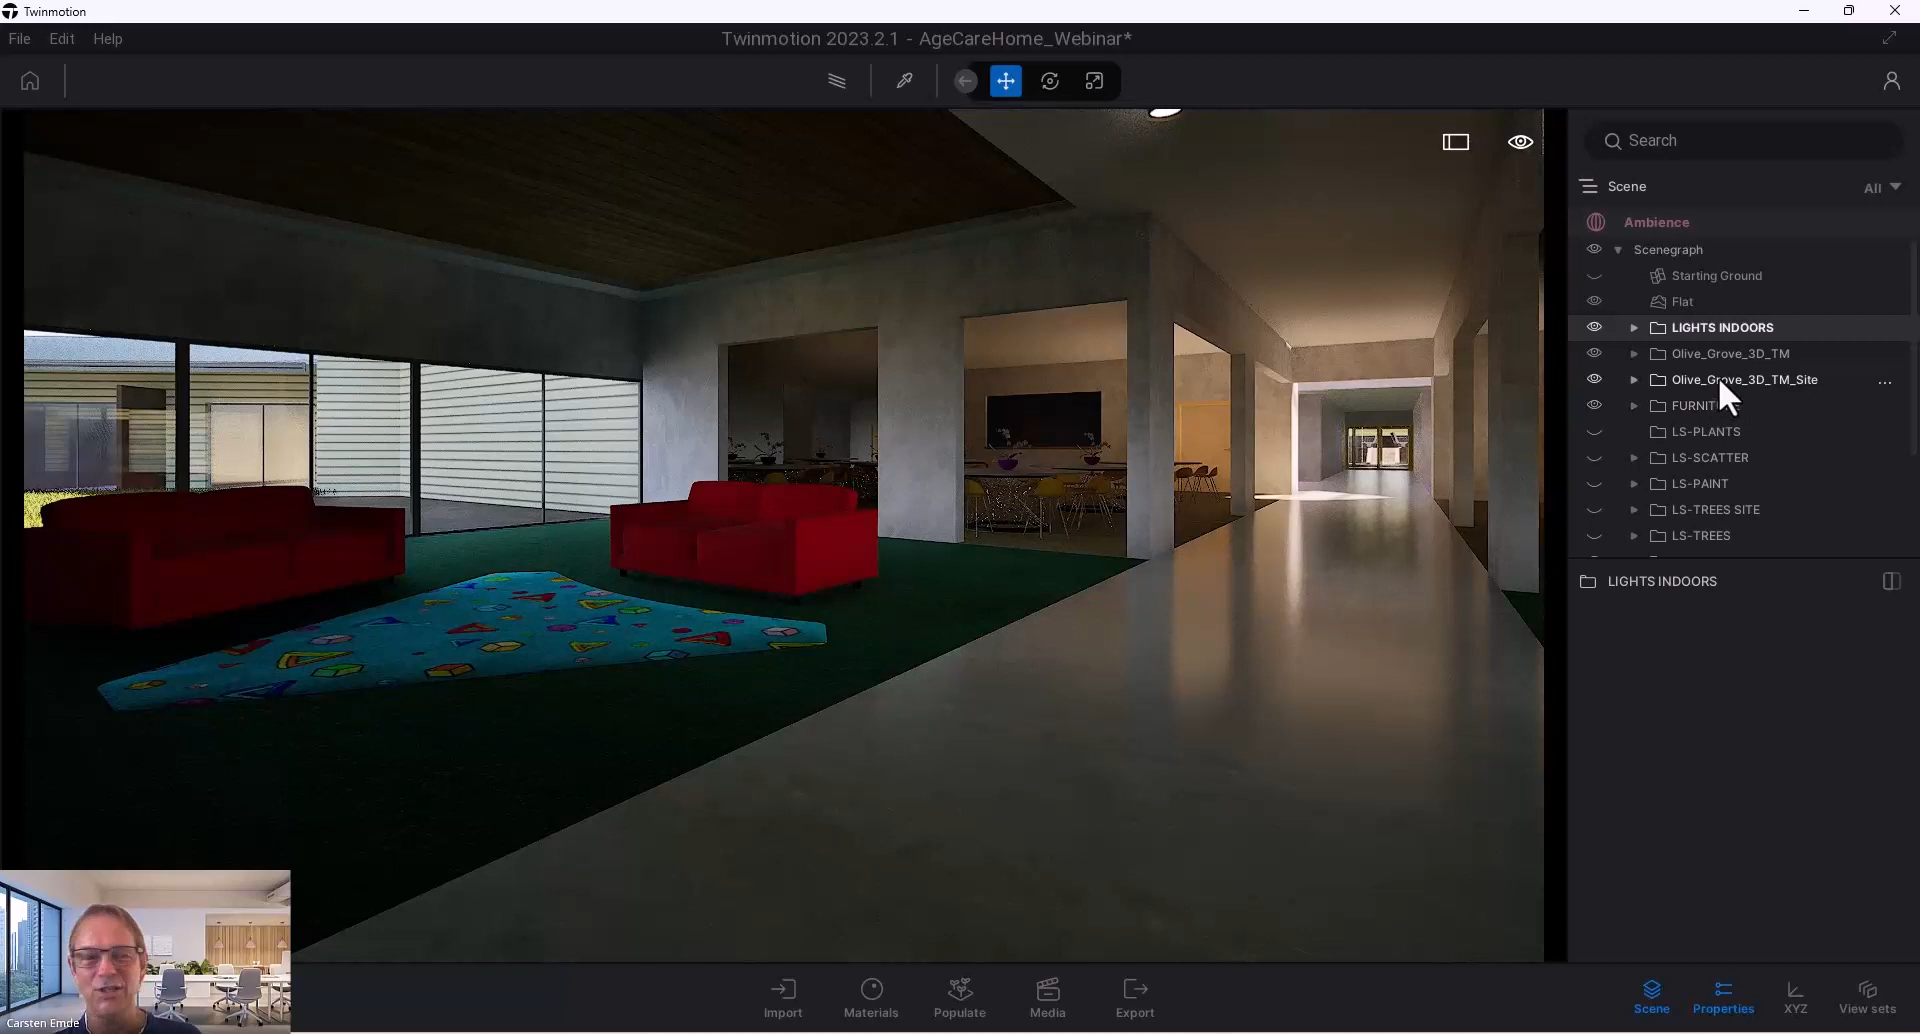 Twinmotion
File Edit Help
Twinmotion 2023.2.1 - AgeCareHome_Webinar*
Search
Scene
All
Ambience
Scenegraph
Starting Ground
Flat
LIGHTS INDOORS
Olive_Grove_3D_TM
Olive_Grove_3D_TM_Site
...
LS-PLANTS
LS-SCATTER
LS-PAINT
LS-TREES SITE
LS-TREES
LIGHTS INDOORS
Import
Materials
Populate
Media
Export
Scene
Properties
XYZ
View sets
Carsten Emde